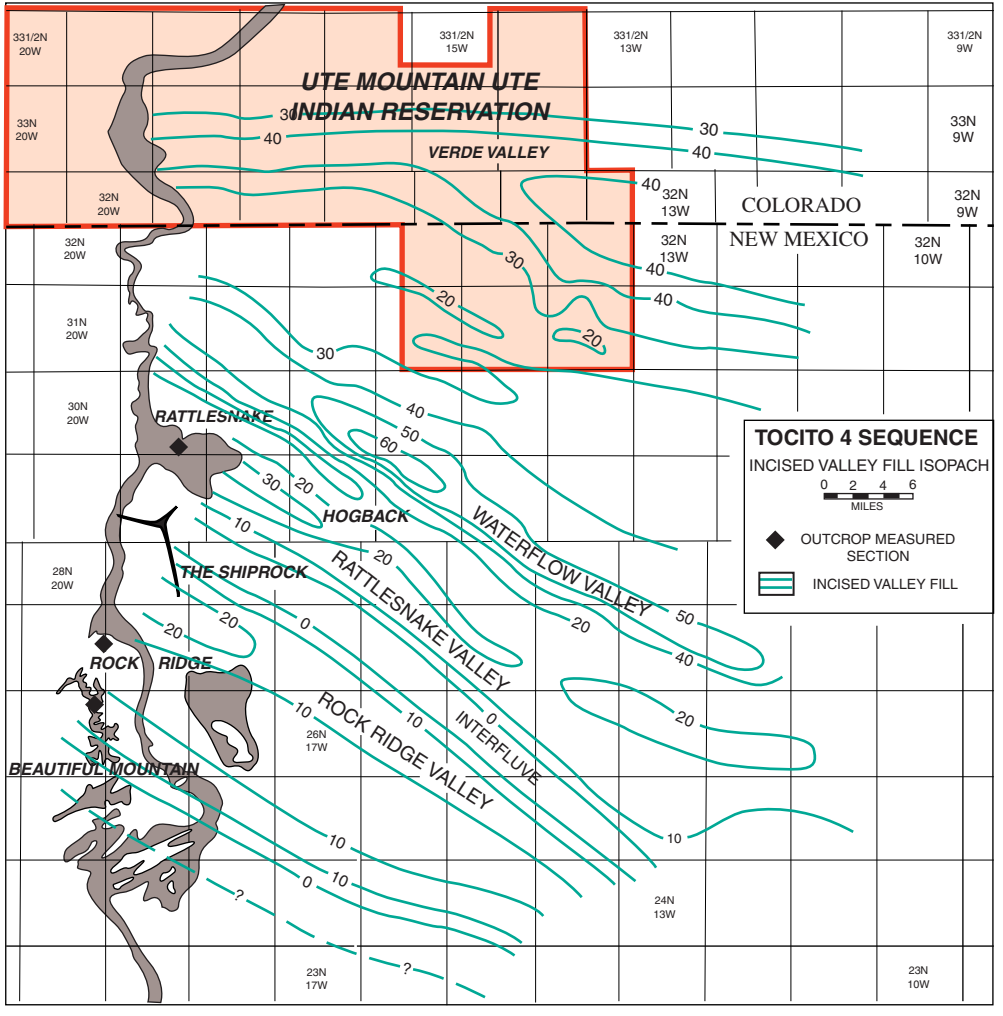 331/2N
20W
331/2N
15W
331/2N
13W
331/2N
9W
UTE MOUNTAIN UTE
INDIAN RESERVATION
30
40
VERDE VALLEY
30
40
33N
20W
33N
9W
32N
20W
40
32N
13W
COLORADO
32N
9W
32N
20W
NEW MEXICO
32N
13W
32N
10W
30
40
40
20
20
31N
20W
30
30N
20W
RATTLESNAKE
40
50
60
30
20
10
HOGBACK
WATERFLOW VALLEY
TOCITO 4 SEQUENCE
INCISED VALLEY FILL ISOPACH
0 2 4 6
MILES
OUTCROP MEASURED
SECTION
INCISED VALLEY FILL
28N
20W
THE SHIPROCK
20
RATTLESNAKE VALLEY
20
50
40
20
20
0
ROCK RIDGE
10
ROCK RIDGE VALLEY
10
0
INTERFLUVE
20
26N
17W
BEAUTIFUL MOUNTAIN
10
10
10
0
?
24N
13W
?
23N
17W
23N
10W